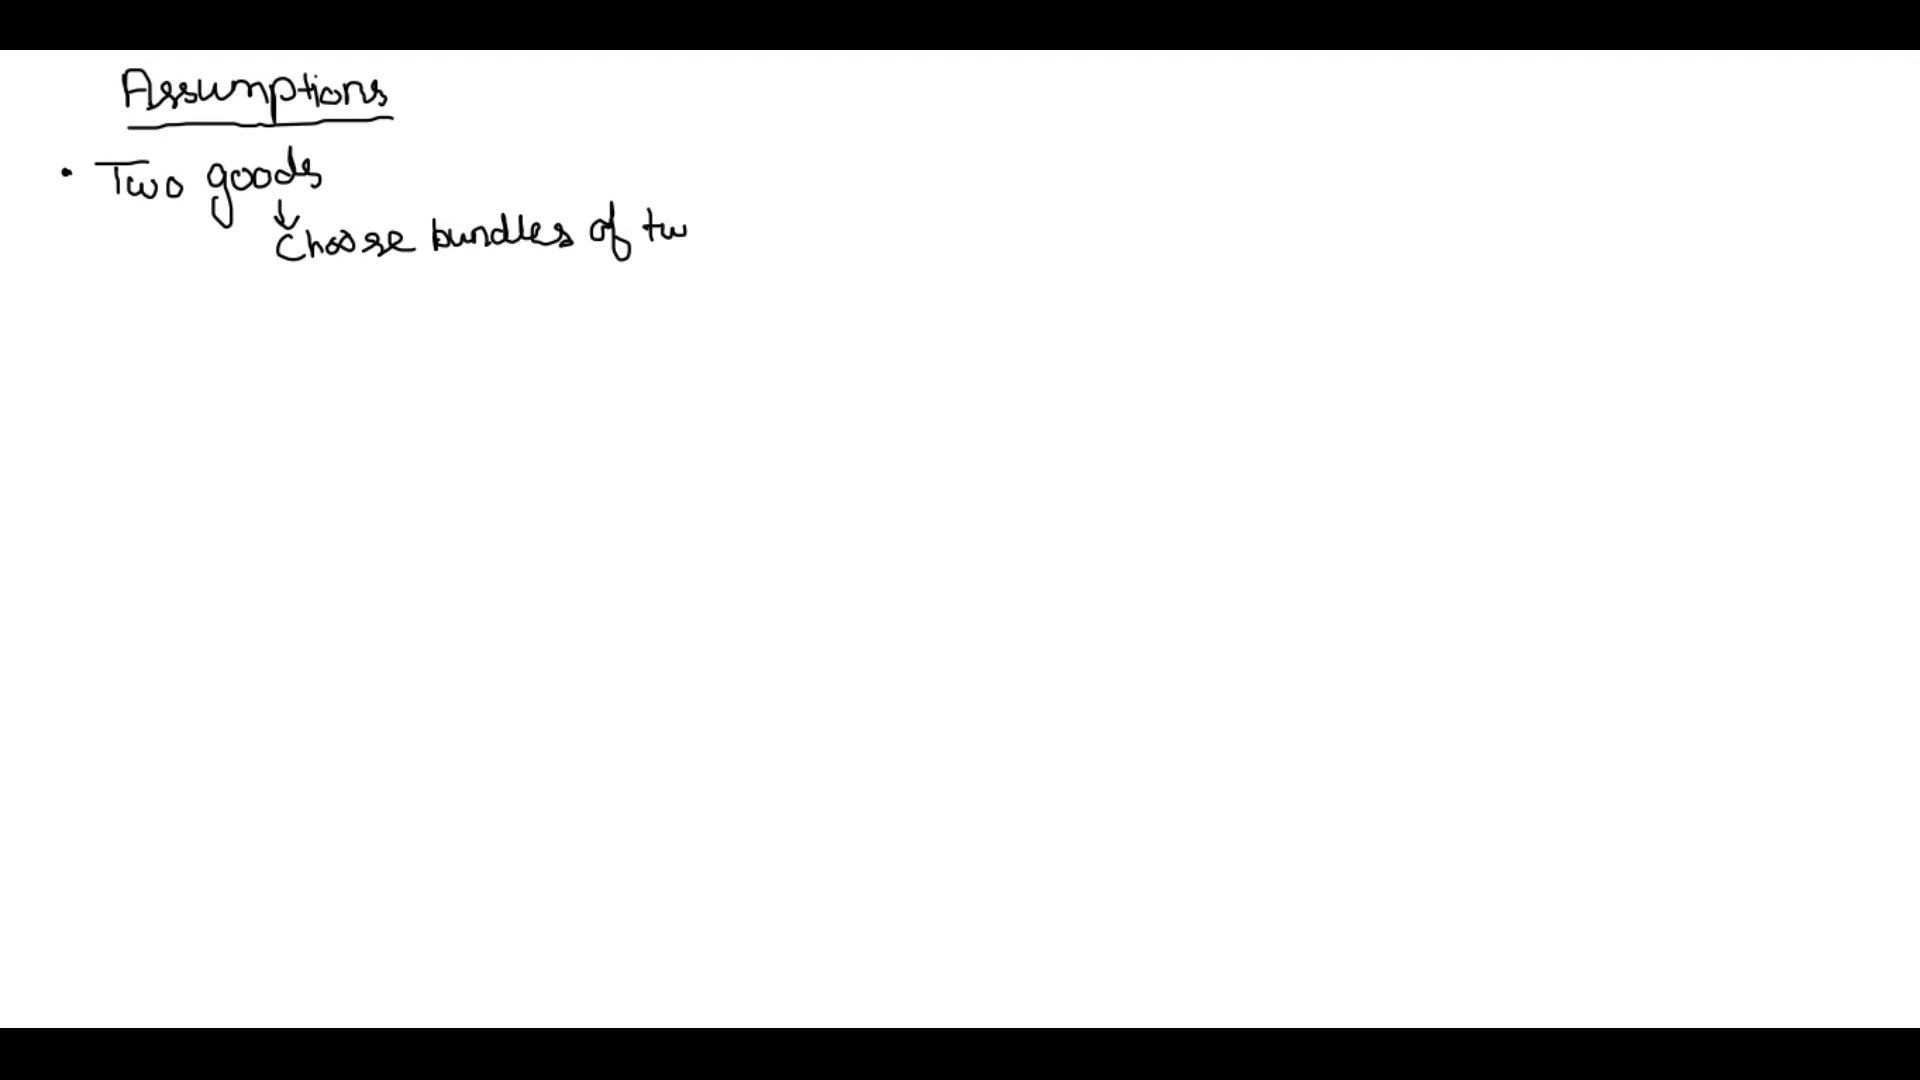 Assumptions
• Two goods
↓
Choose bundles of tw